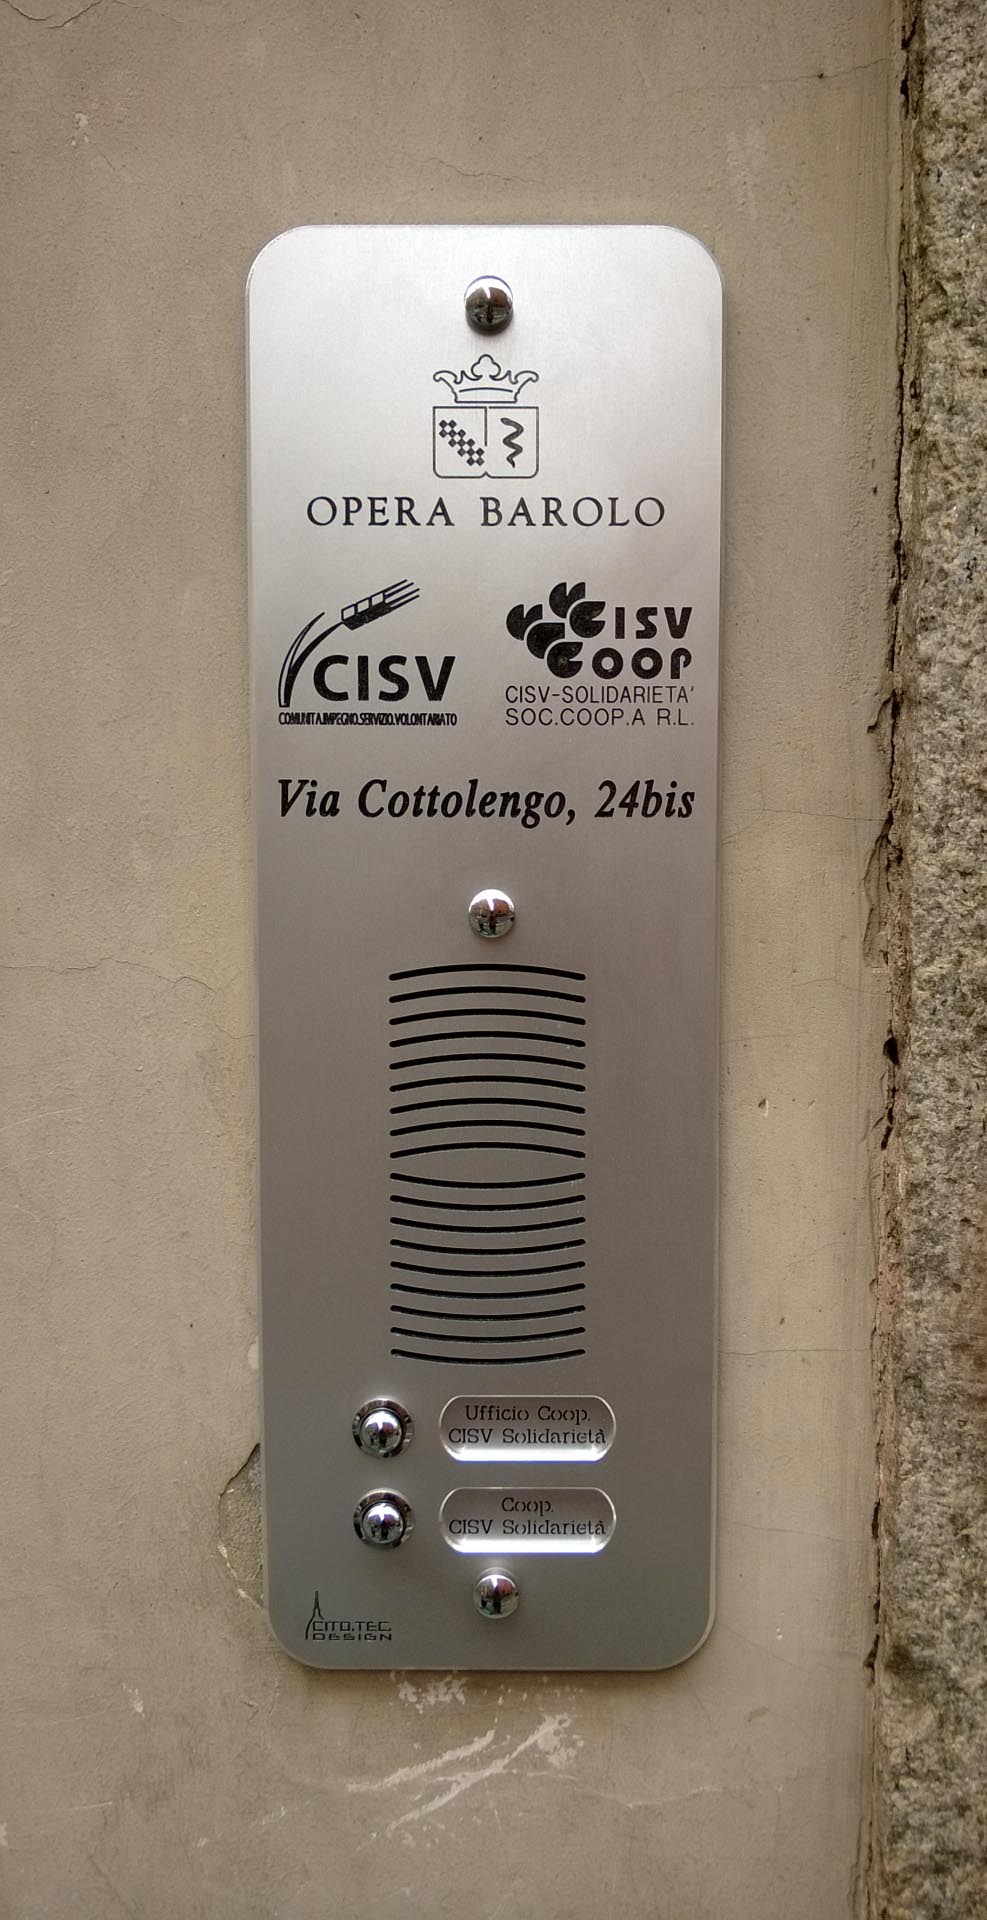 OPERA BAROLO
CISV
COMUNITA.IMPEGNO.SERVIZIO.VOLONTARIATO
CISV
COOP
CISV-SOLIDARIETA'
SOC.COOP.A R.L.
Via Cottolengo, 24bis
Ufficio Coop.
CISV Solidarietà
Coop.
CISV Solidarietà
CITO.TEC.
DESIGN